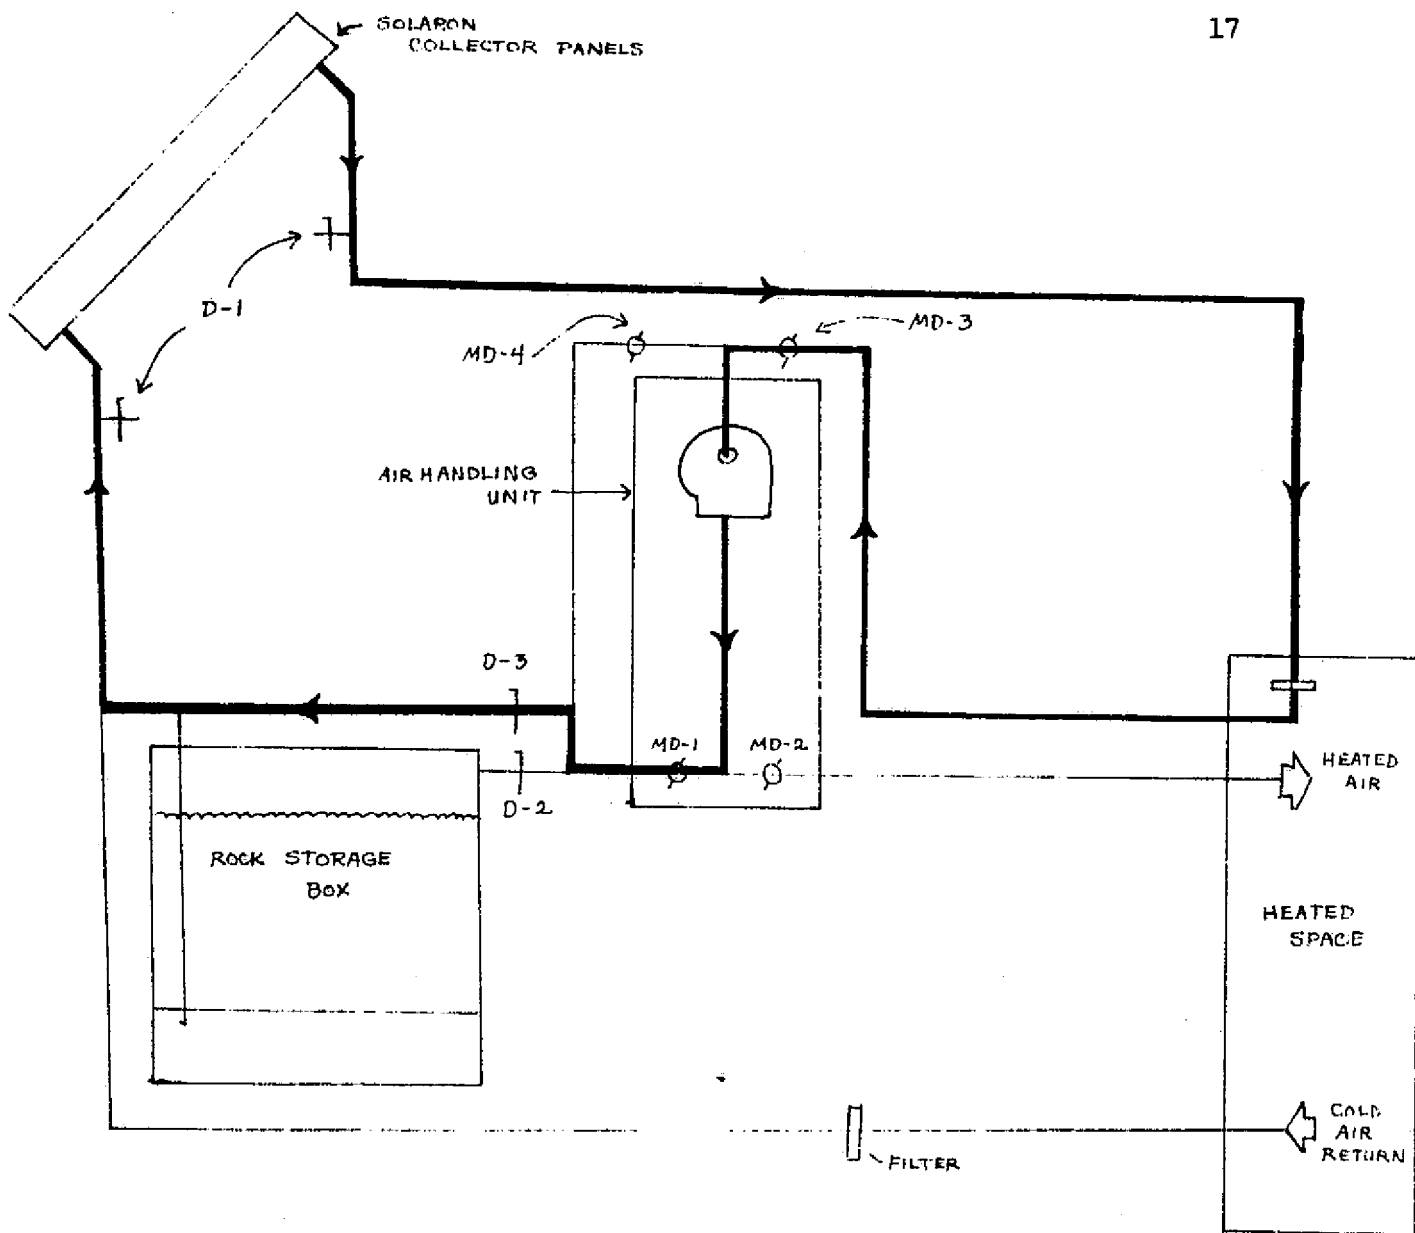 17
SOLARON
COLLECTOR PANELS
D-1
MD-4
MD-3
AIR HANDLING
UNIT
D-3
MD-1
MD-2
D-2
HEATED
AIR
ROCK STORAGE
BOX
HEATED
SPACE
COLD
AIR
RETURN
FILTER